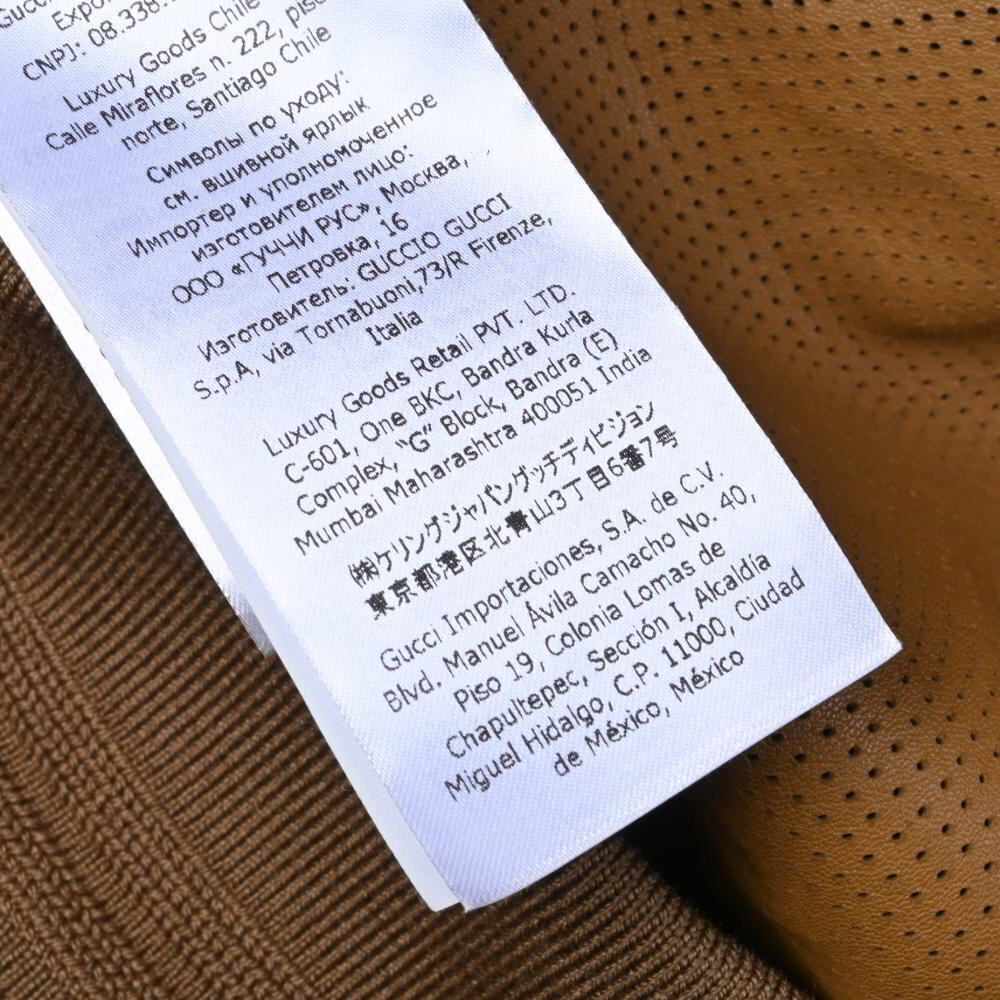 Gucci
Expo
CNPJ: 08.338.
Luxury Goods Chile
Calle Miraflores n. 222, piso
norte, Santiago Chile
Символы по уходу:
см. вшивной ярлык
Импортер и уполномоченное
изготовителем лицо:
ООО «ГУЧЧИ РУС», Москва,
Петровка, 16
Изготовитель: GUCCIO GUCCI
S.p.A, via Tornabuoni,73/R Firenze,
Italia
Luxury Goods Retail PVT. LTD.
C-601, One BKC, Bandra Kurla
Complex, “G” Block, Bandra (E)
Mumbai Maharashtra 400051 India
㈱ケリングジャパングッチディビジョン
東京都港区北青山3丁目6番7号
Gucci Importaciones, S.A. de C.V.
Blvd. Manuel Ávila Camacho No. 40,
Piso 19, Colonia Lomas de
Chapultepec, Sección I, Alcaldía
Miguel Hidalgo, C.P. 11000, Ciudad
de México, México